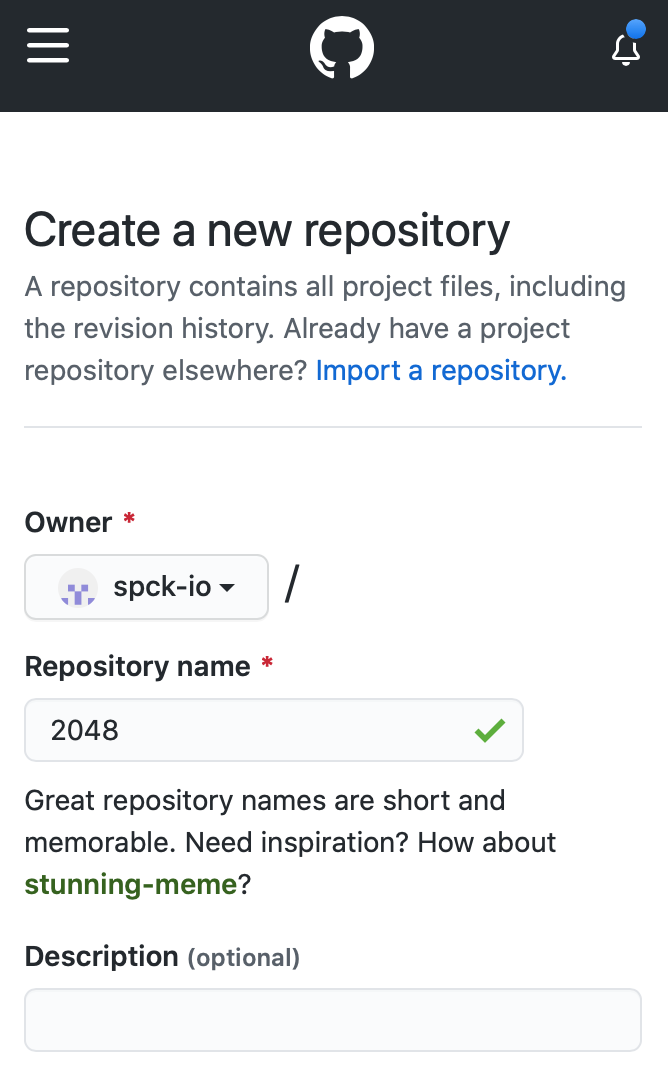 Create a new repository
A repository contains all project files, including
the revision history. Already have a project
repository elsewhere? Import a repository.
Owner *
spck-io /
Repository name *
2048
Great repository names are short and
memorable. Need inspiration? How about
stunning-meme?
Description (optional)